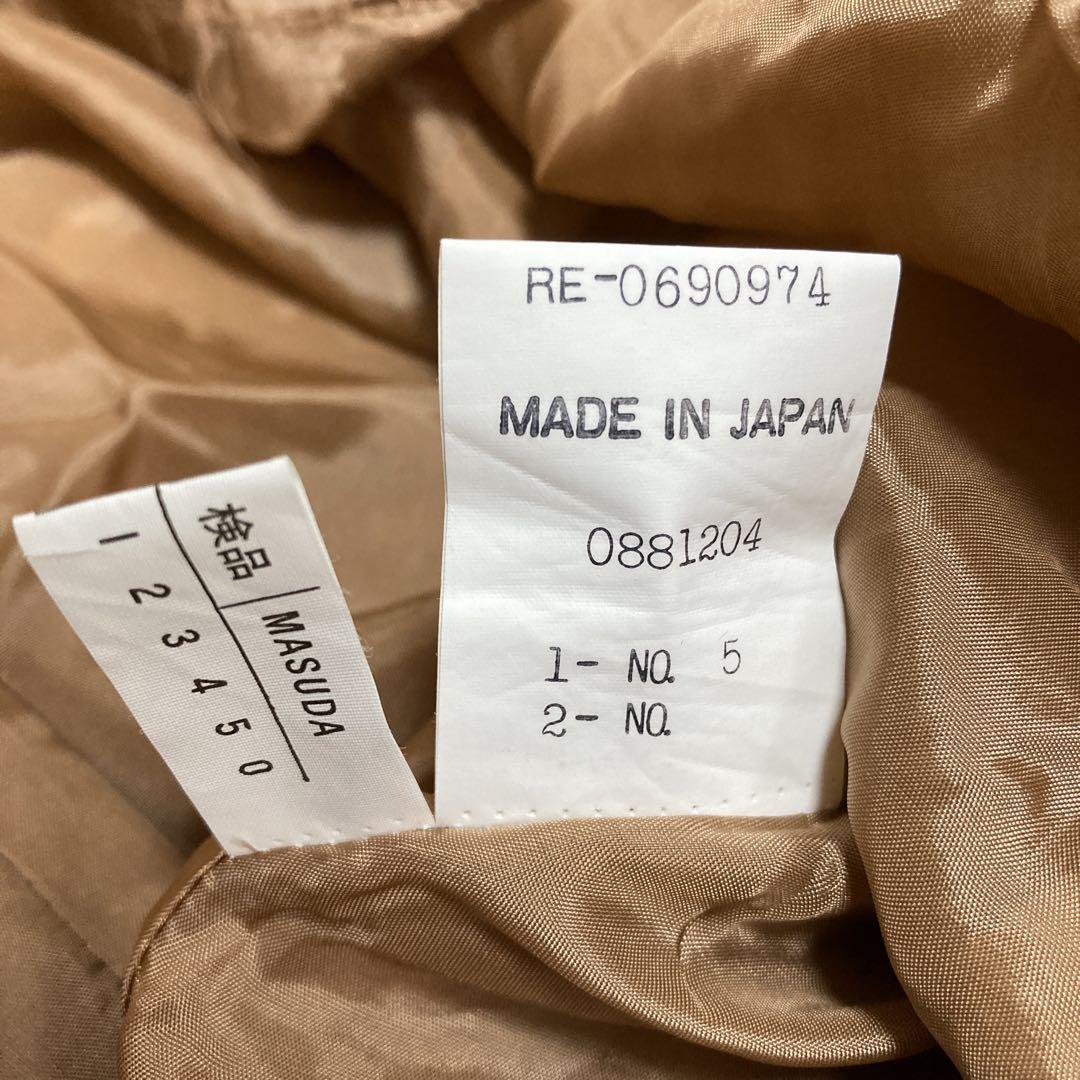 RE-0690974
MADE IN JAPAN
0881204
1- NO. 5
2- NO.
検品 MASUDA
1 2 3 4 5 0